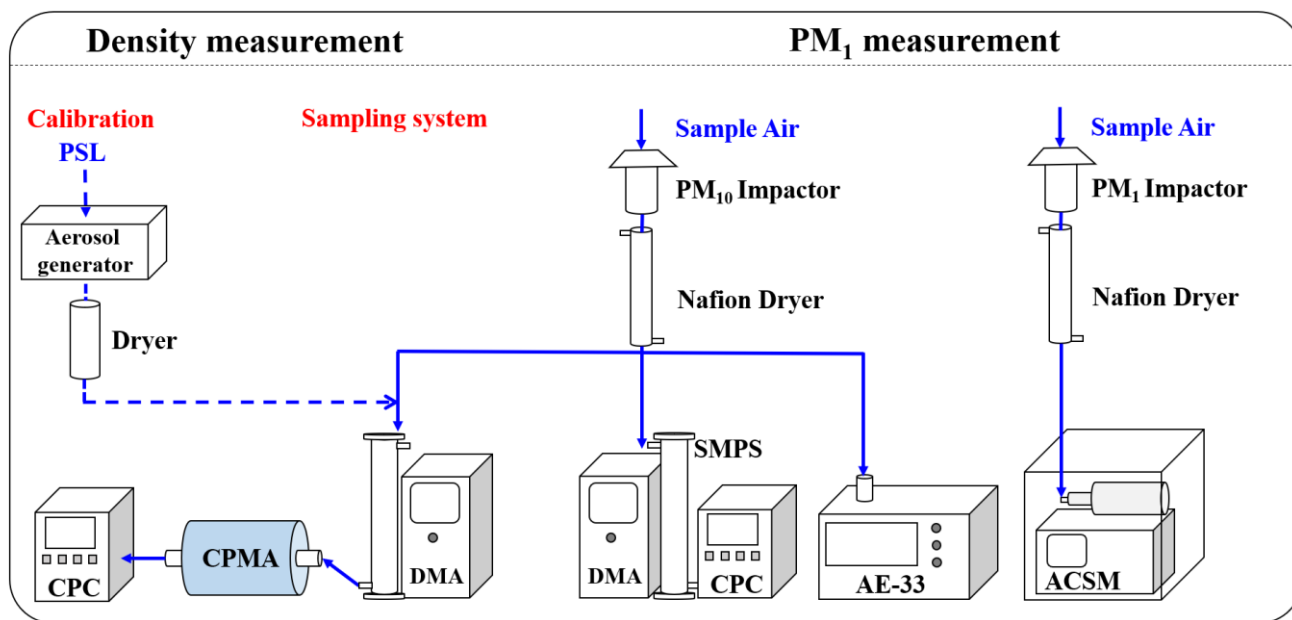 Density measurement
PM₁ measurement
Calibration
PSL
Sampling system
Sample Air
Sample Air
PM₁₀ Impactor
PM₁ Impactor
Aerosol
generator
Nafion Dryer
Nafion Dryer
Dryer
SMPS
CPC
CPMA
DMA
DMA
CPC
AE-33
ACSM